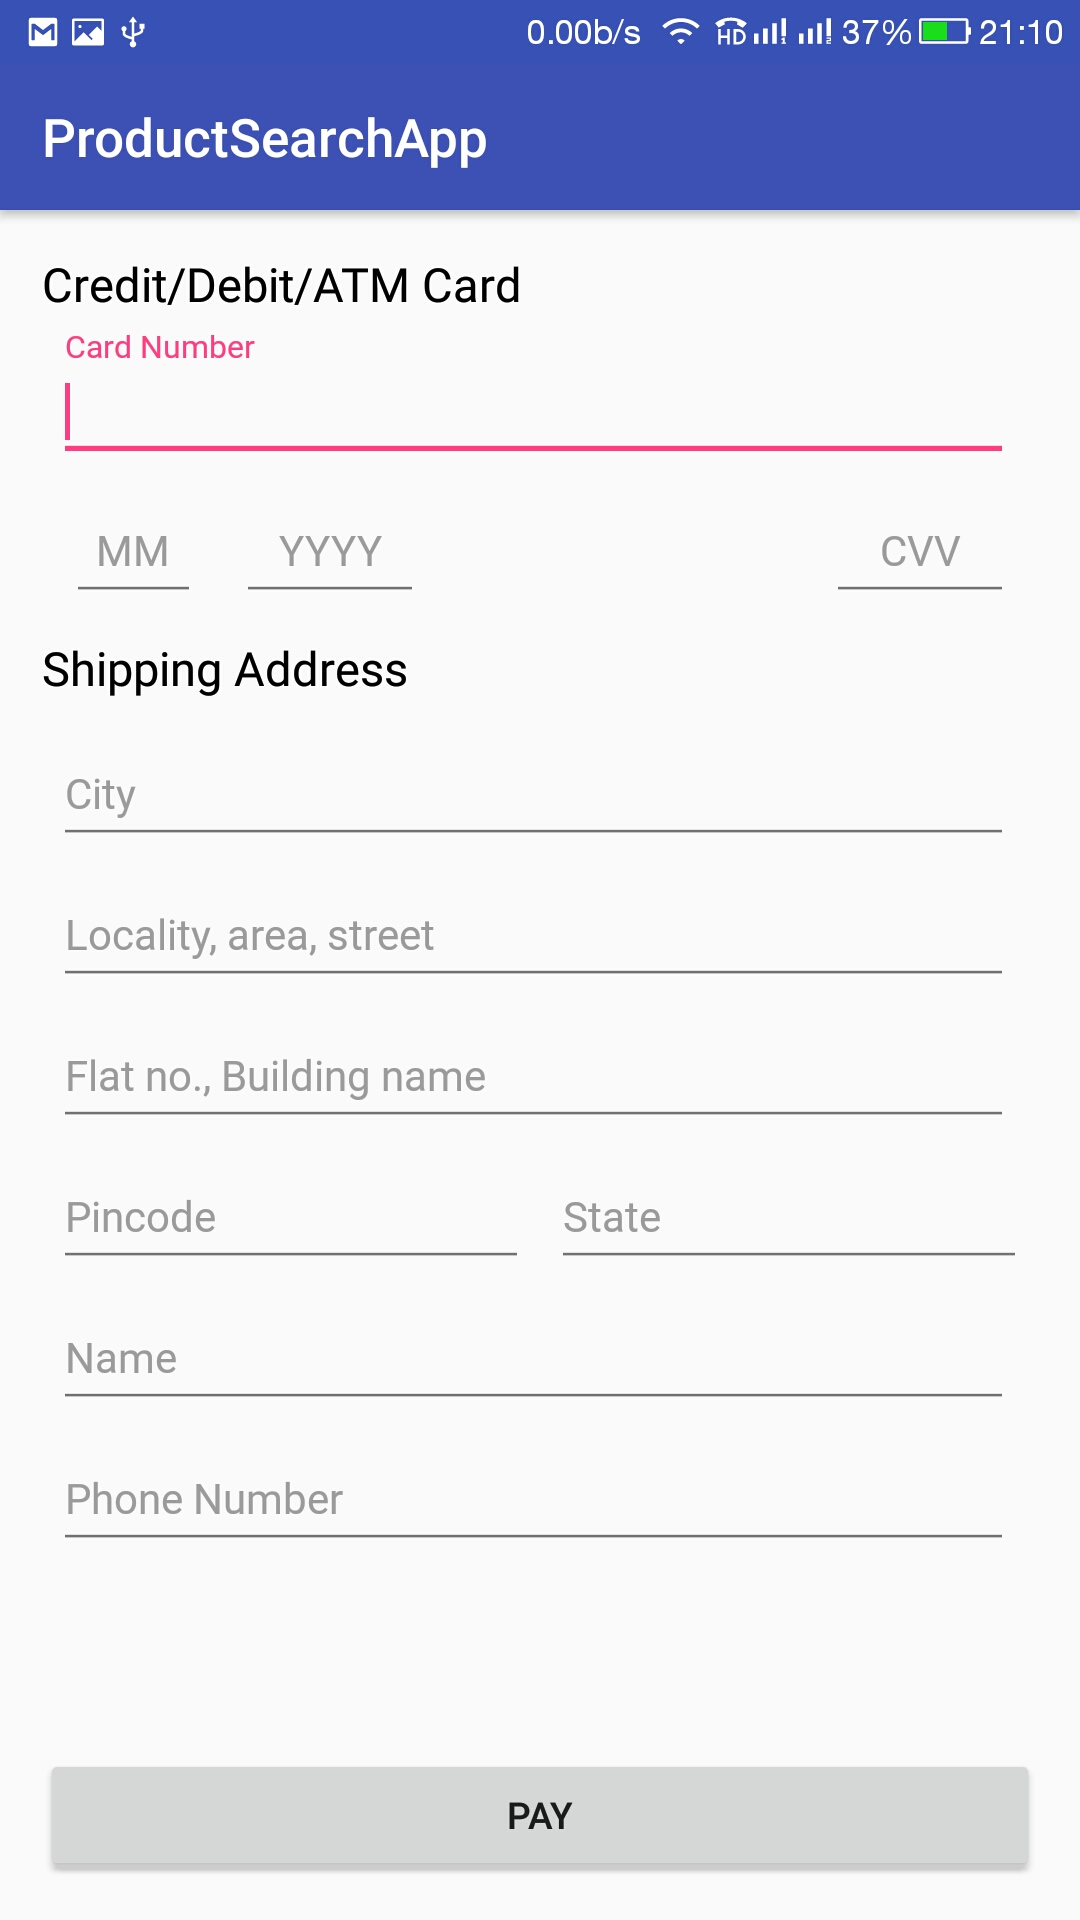 0.00b/s HD 37% 21:10
ProductSearchApp
Credit/Debit/ATM Card
Card Number
MM YYYY CVV
Shipping Address
City
Locality, area, street
Flat no., Building name
Pincode State
Name
Phone Number
PAY